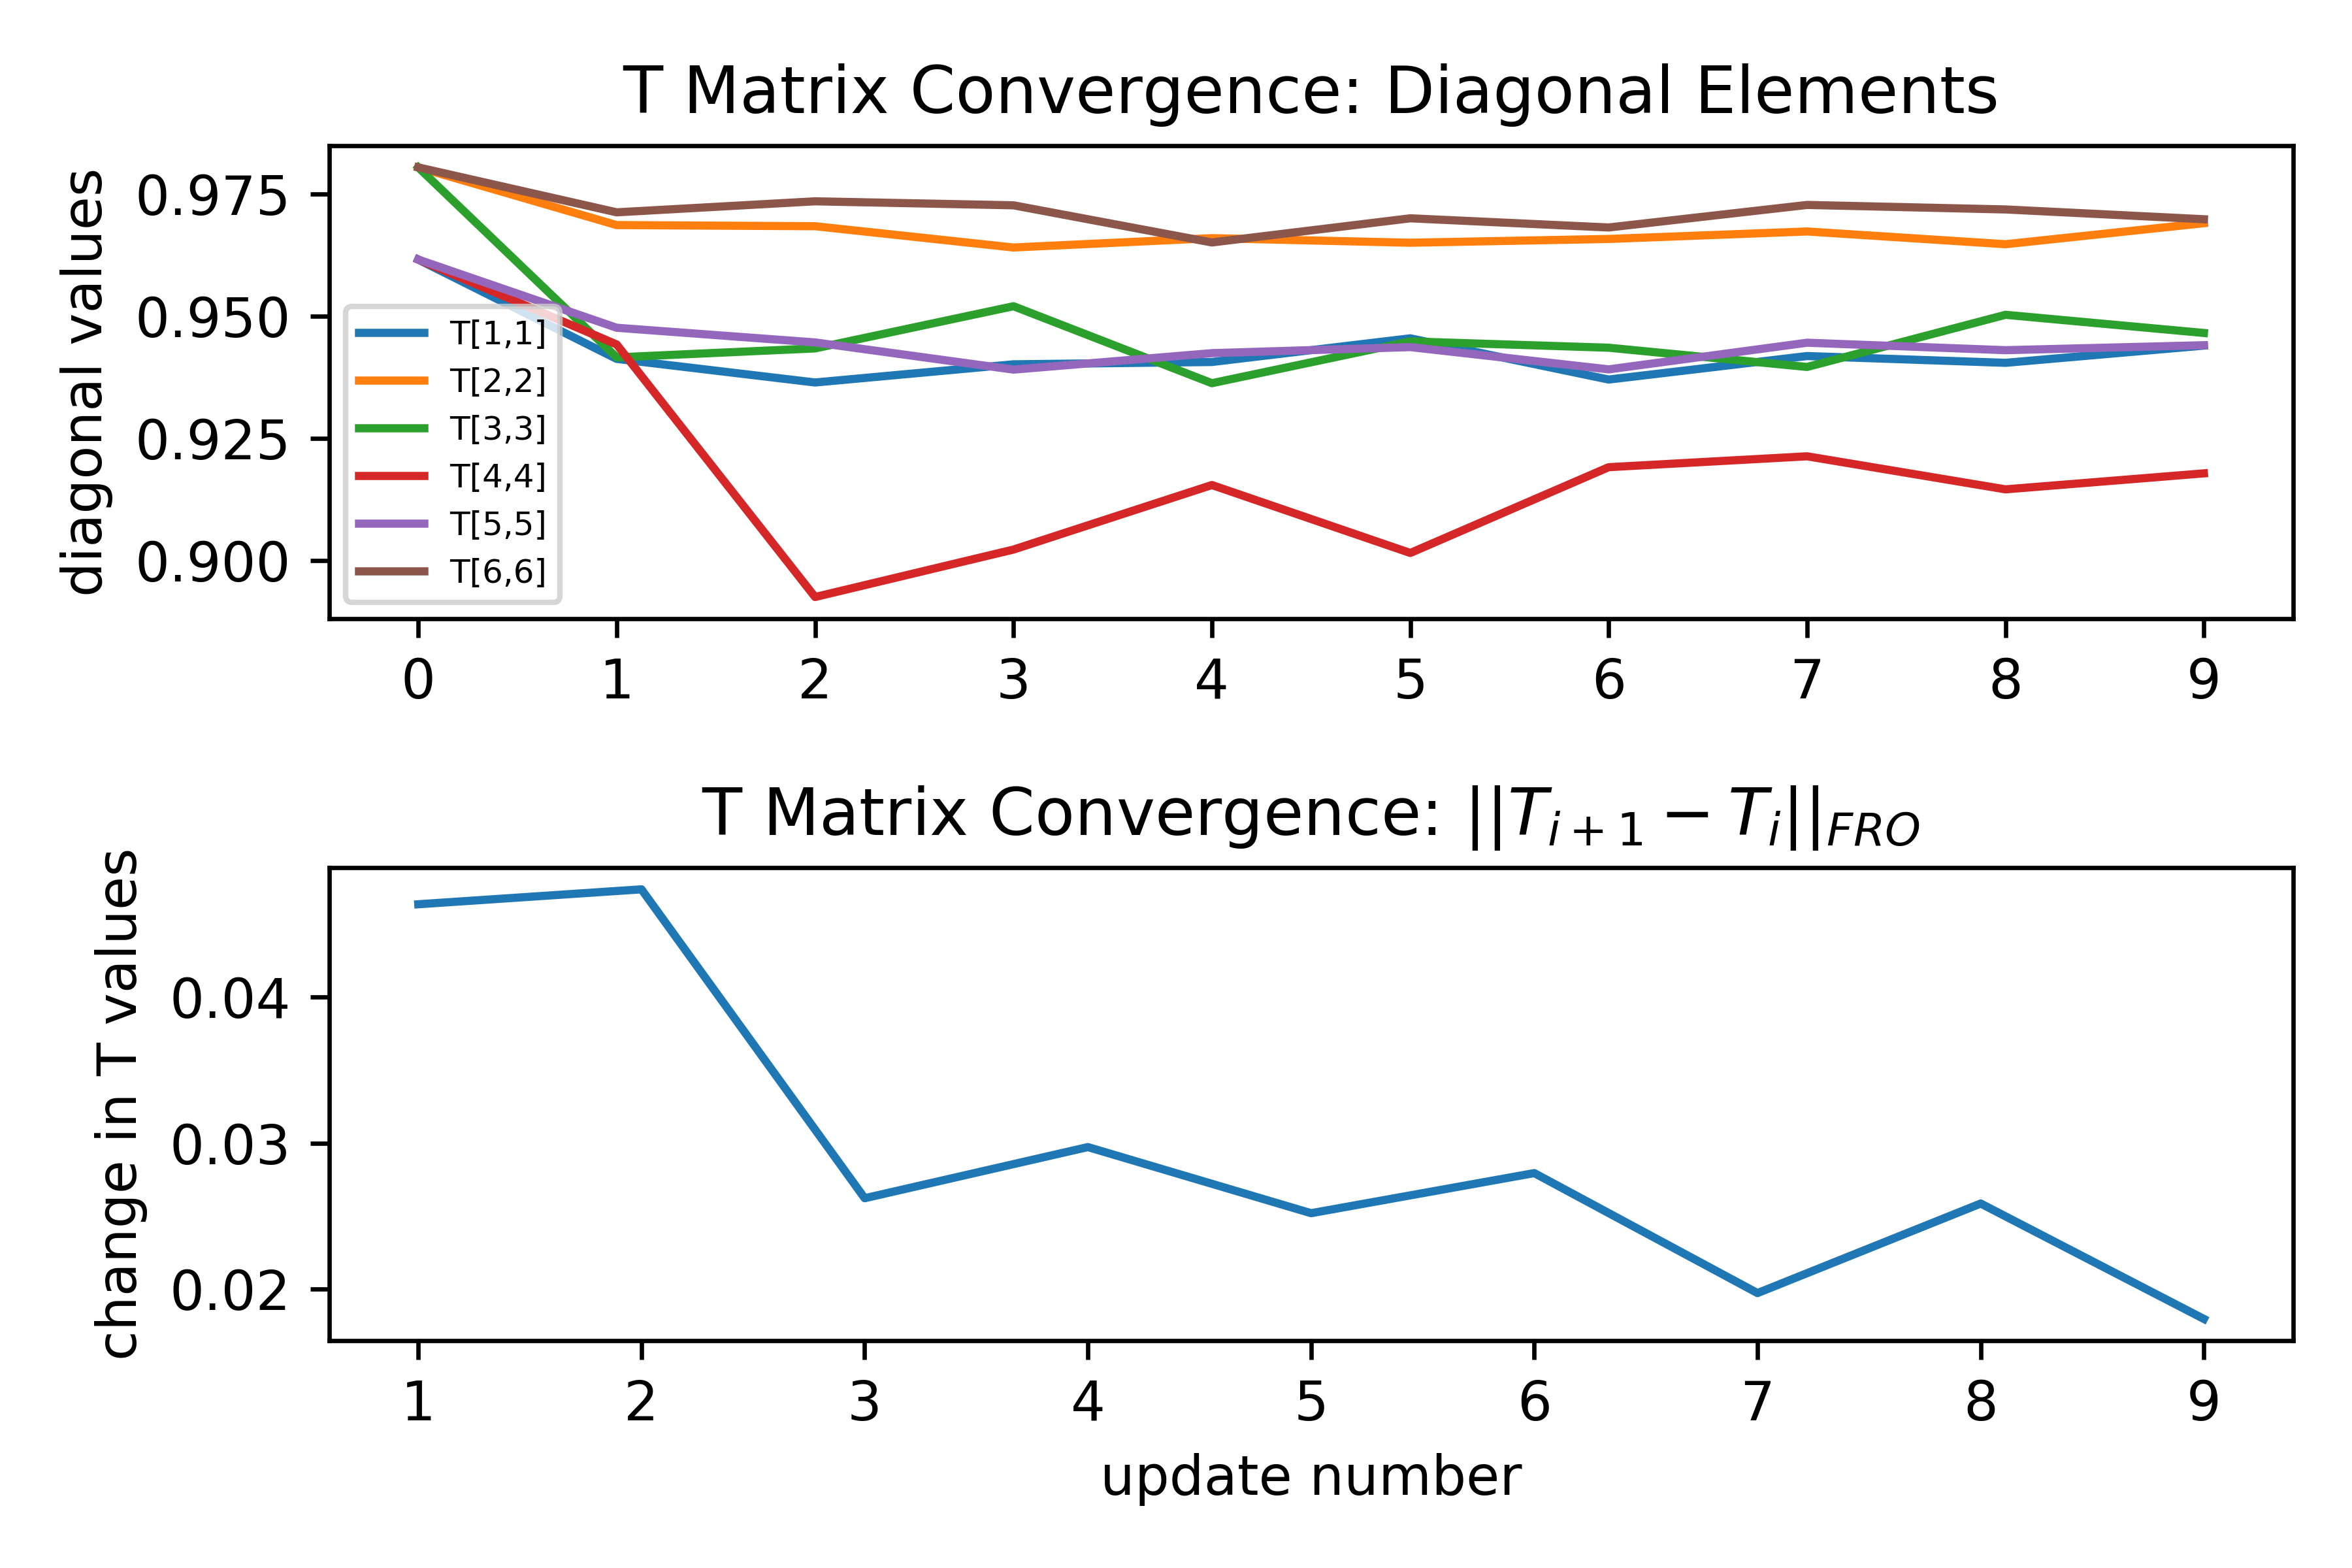 T Matrix Convergence: Diagonal Elements
diagonal values
0.975
0.950
0.925
0.900
T[1,1]
T[2,2]
T[3,3]
T[4,4]
T[5,5]
T[6,6]
0 1 2 3 4 5 6 7 8 9
T Matrix Convergence: ||T_{i+1} − T_i||_{FRO}
change in T values
0.04
0.03
0.02
1 2 3 4 5 6 7 8 9
update number